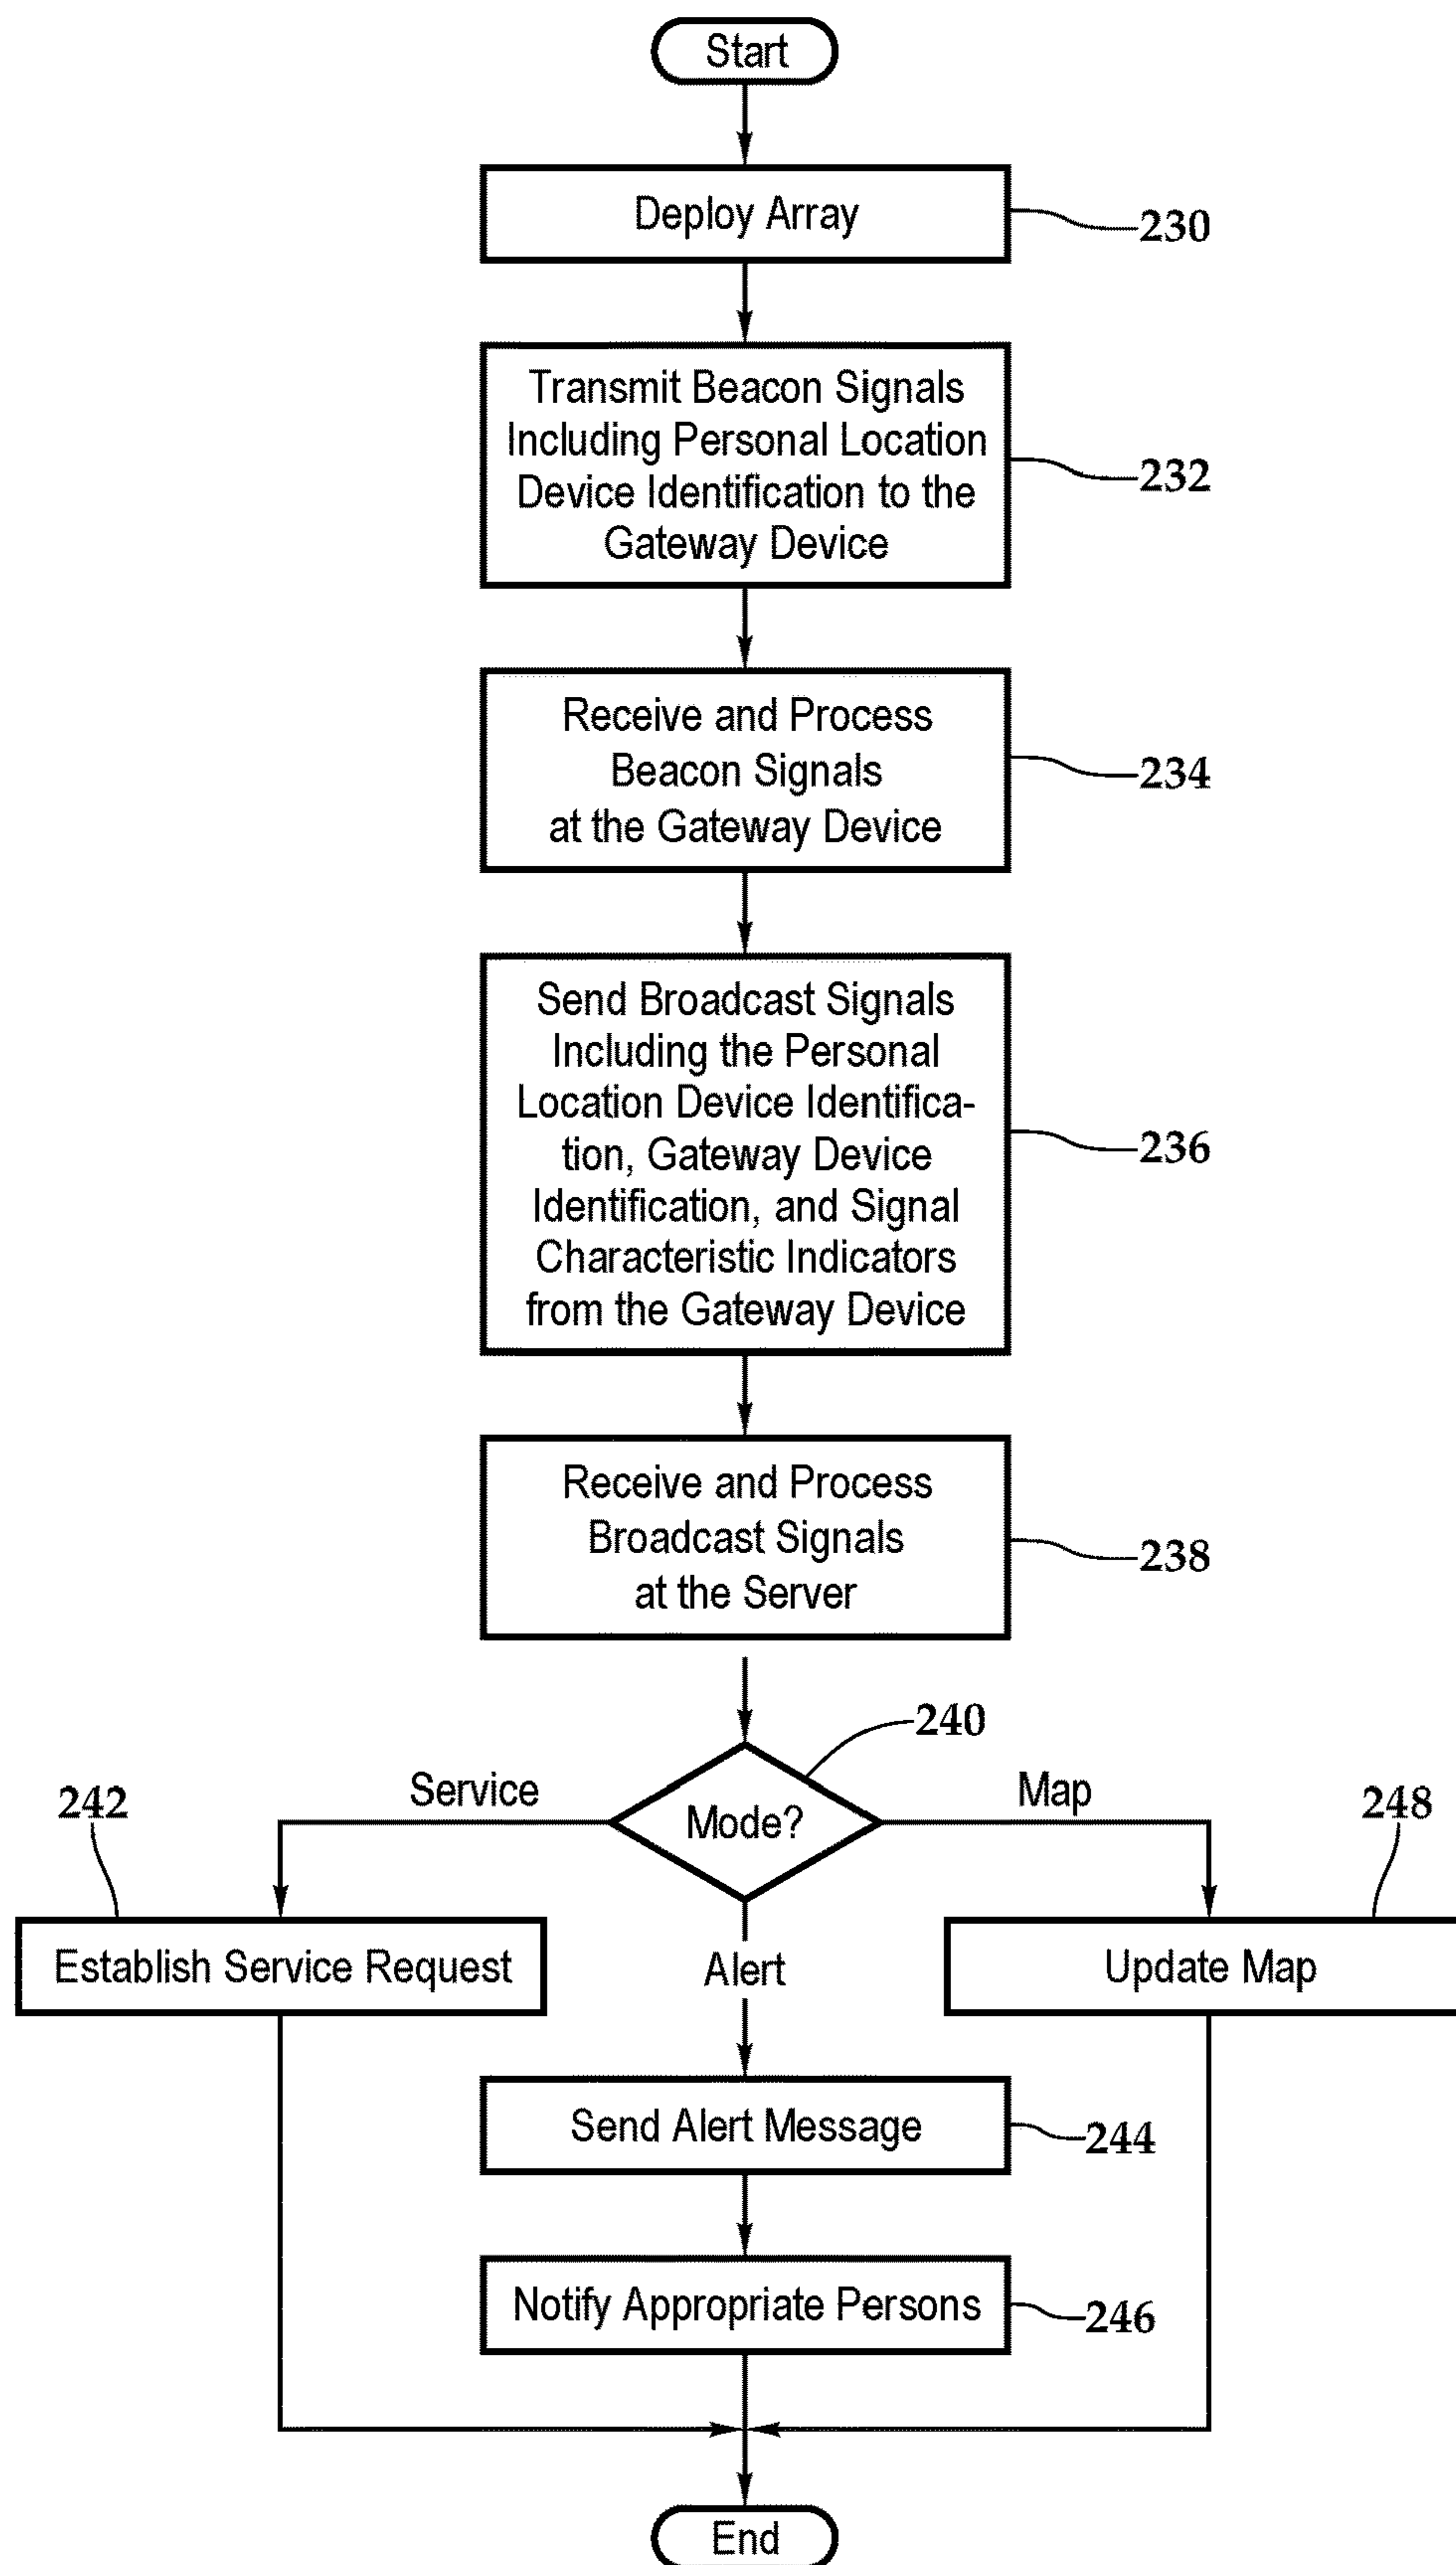 Start
Deploy Array
230
Transmit Beacon Signals
Including Personal Location
Device Identification to the
Gateway Device
232
Receive and Process
Beacon Signals
at the Gateway Device
234
Send Broadcast Signals
Including the Personal
Location Device Identifica-
tion, Gateway Device
Identification, and Signal
Characteristic Indicators
from the Gateway Device
236
Receive and Process
Broadcast Signals
at the Server
238
240
Mode?
Service
Map
242
248
Establish Service Request
Alert
Update Map
Send Alert Message
244
Notify Appropriate Persons
246
End